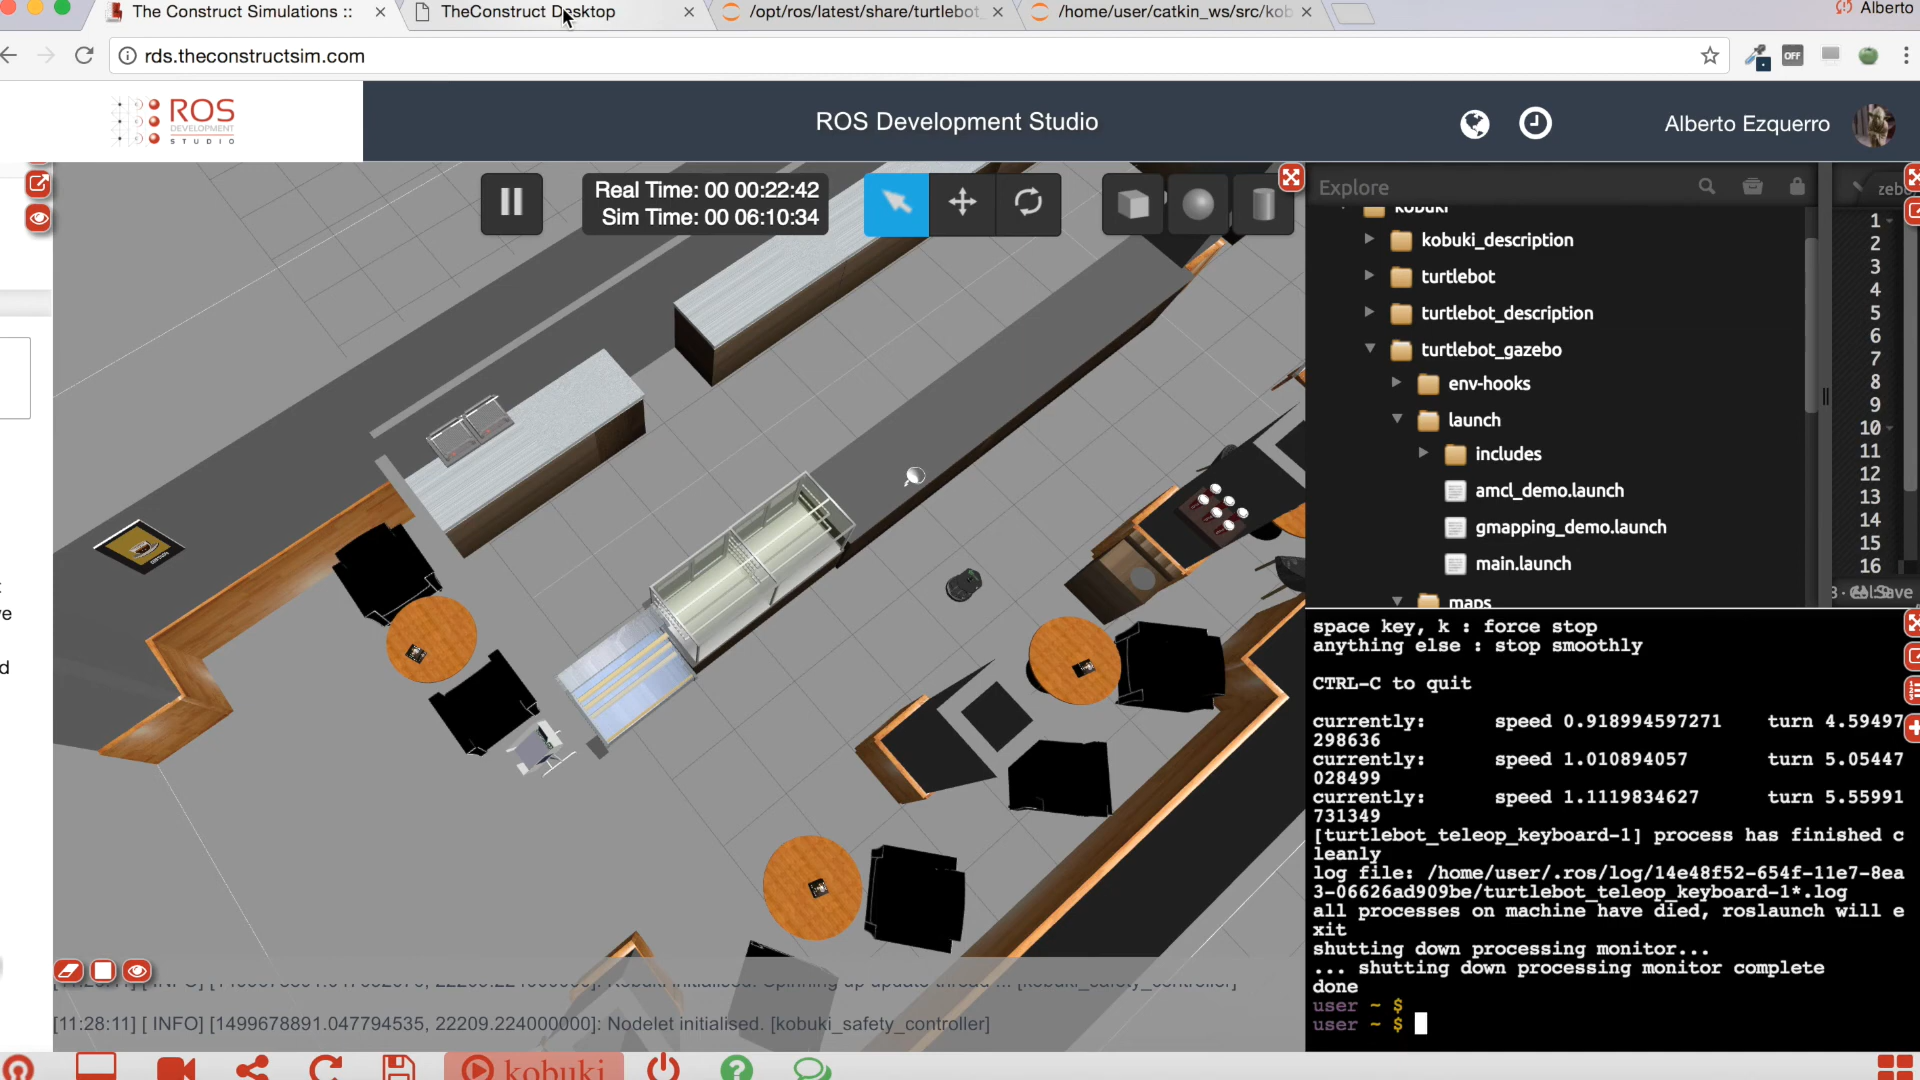 The Construct Simulations ::
TheConstruct Desktop
/opt/ros/latest/share/turtlebot
/home/user/catkin_ws/src/kob
Alberto
rds.theconstructsim.com
OFF
ROS
DEVELOPMENT
STUDIO
ROS Development Studio
Alberto Ezquerro
Real Time: 00 00:22:42
Sim Time: 00 06:10:34
Explore
kobuki
kobuki_description
turtlebot
turtlebot_description
turtlebot_gazebo
env-hooks
launch
includes
amcl_demo.launch
gmapping_demo.launch
main.launch
maps
1
2
3
4
5
6
7
8
9
10
11
12
13
14
15
16
Save
space key, k : force stop
anything else : stop smoothly
CTRL-C to quit
currently: speed 0.918994597271 turn 4.59497
298636
currently: speed 1.010894057 turn 5.05447
028499
currently: speed 1.1119834627 turn 5.55991
731349
[turtlebot_teleop_keyboard-1] process has finished c
leanly
log file: /home/user/.ros/log/14e48f52-654f-11e7-8ea
3-06626ad909be/turtlebot_teleop_keyboard-1*.log
all processes on machine have died, roslaunch will e
xit
shutting down processing monitor...
... shutting down processing monitor complete
done
user ~ $
user ~ $
[11:28:11] [ INFO] [1499678891.047794535, 22209.224000000]: Nodelet initialised. [kobuki_safety_controller]
kobuki